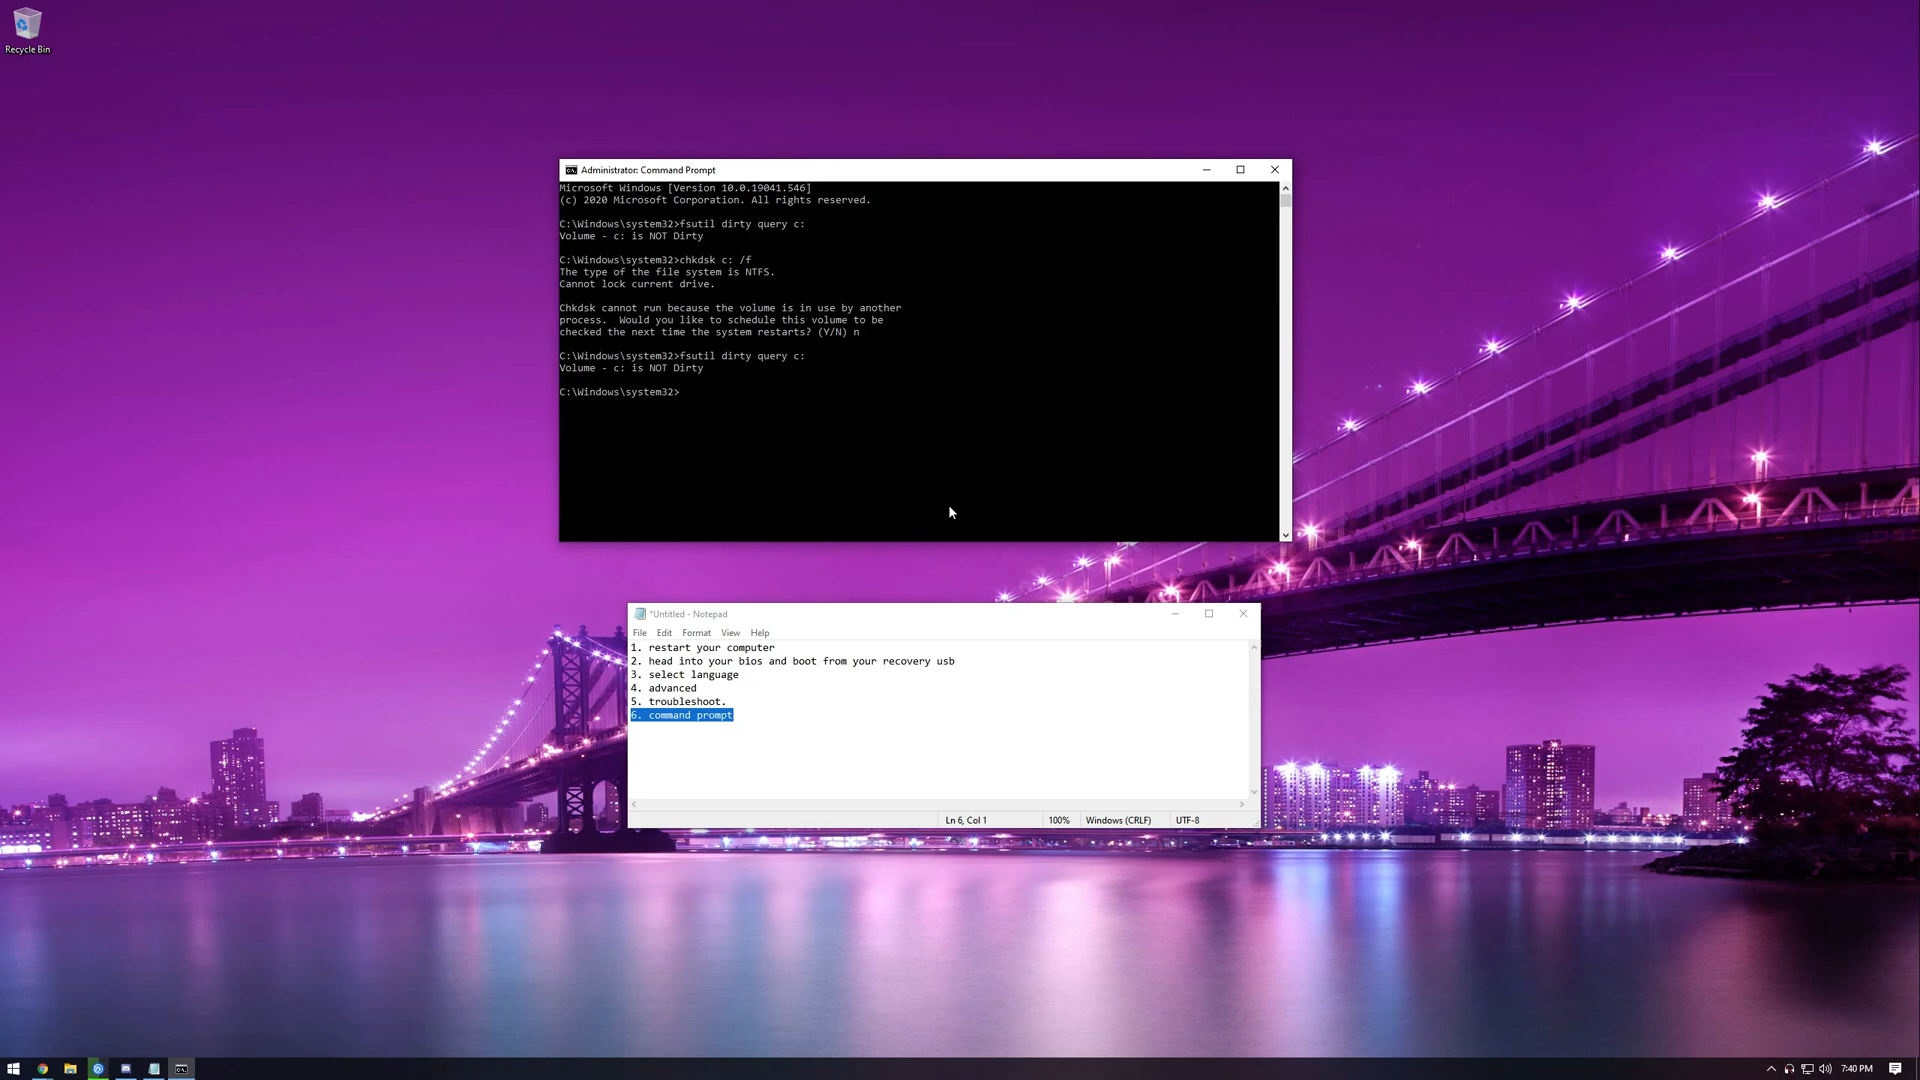 Recycle Bin
Administrator: Command Prompt
Microsoft Windows [Version 10.0.19041.546]
(c) 2020 Microsoft Corporation. All rights reserved.
C:\Windows\system32>fsutil dirty query c:
Volume - c: is NOT Dirty
C:\Windows\system32>chkdsk c: /f
The type of the file system is NTFS.
Cannot lock current drive.
Chkdsk cannot run because the volume is in use by another
process.  Would you like to schedule this volume to be
checked the next time the system restarts? (Y/N) n
C:\Windows\system32>fsutil dirty query c:
Volume - c: is NOT Dirty
C:\Windows\system32>
*Untitled - Notepad
File Edit Format View Help
1. restart your computer
2. head into your bios and boot from your recovery usb
3. select language
4. advanced
5. troubleshoot.
6. command prompt
Ln 6, Col 1 100% Windows (CRLF) UTF-8
7:40 PM